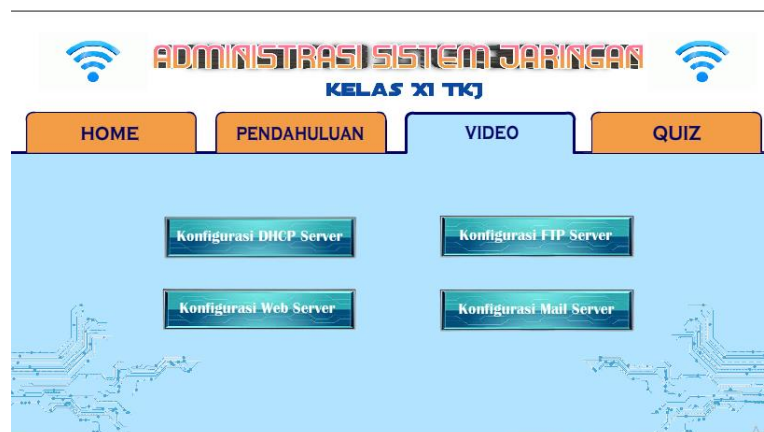 ADMINISTRASI SISTEM JARINGAN
KELAS XI TKJ
HOME
PENDAHULUAN
VIDEO
QUIZ
Konfigurasi DHCP Server
Konfigurasi FTP Server
Konfigurasi Web Server
Konfigurasi Mail Server